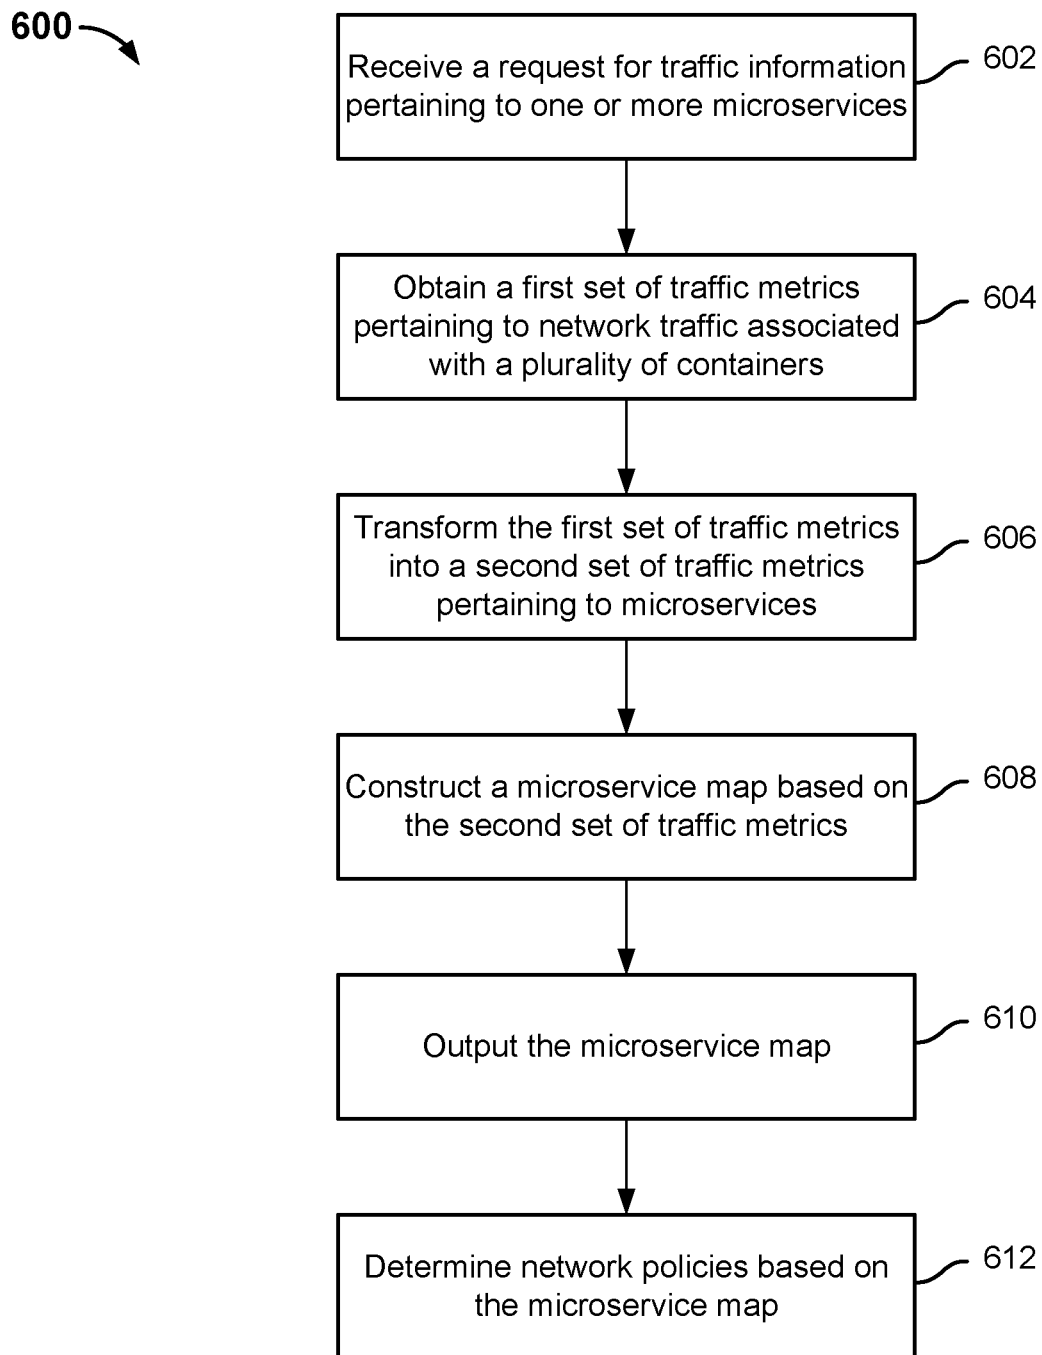 600
Receive a request for traffic information
pertaining to one or more microservices
602
Obtain a first set of traffic metrics
pertaining to network traffic associated
with a plurality of containers
604
Transform the first set of traffic metrics
into a second set of traffic metrics
pertaining to microservices
606
Construct a microservice map based on
the second set of traffic metrics
608
Output the microservice map
610
Determine network policies based on
the microservice map
612